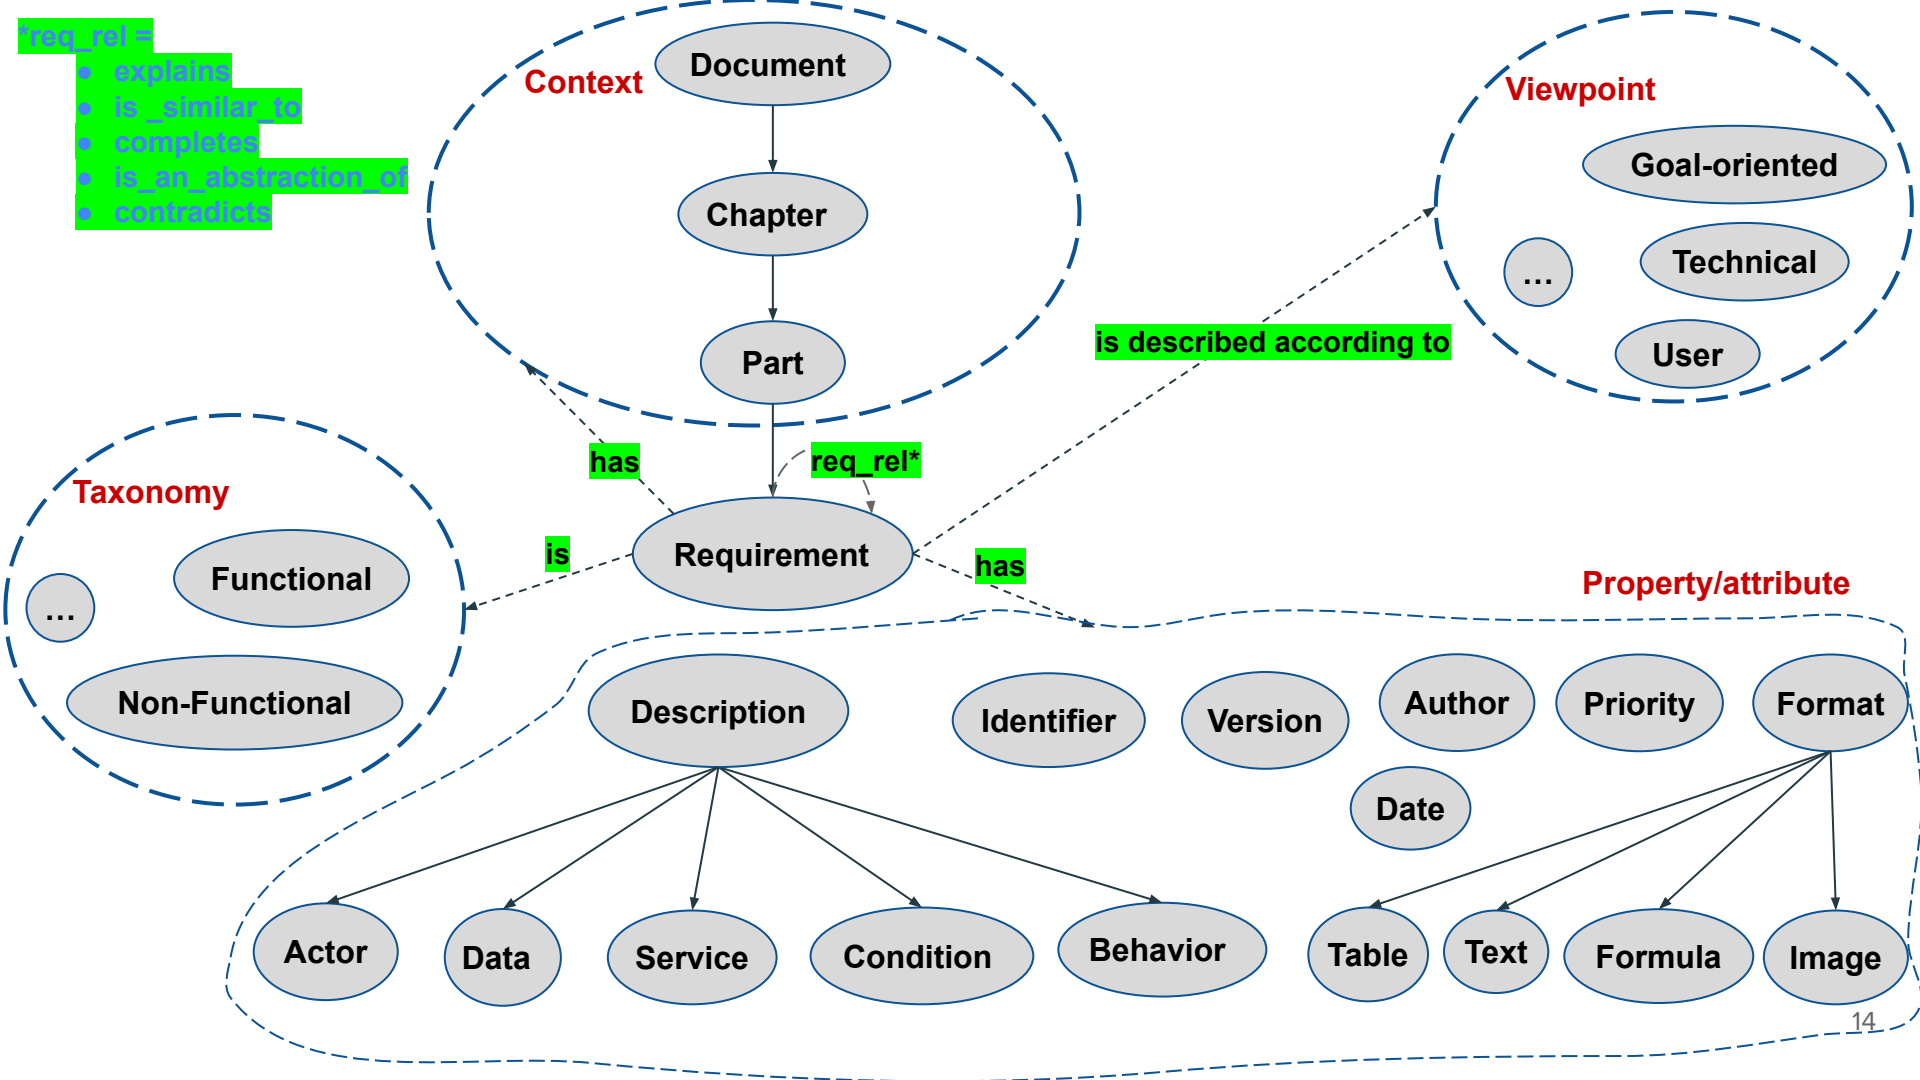 *req_rel =
● explains
● is _similar_to
● completes
● is_an_abstraction_of
● contradicts
Context
Document
Chapter
Part
Viewpoint
Goal-oriented
Technical
...
User
is described according to
has
req_rel*
Taxonomy
Functional
...
Non-Functional
is
Requirement
has
Property/attribute
Description
Identifier
Version
Author
Priority
Format
Date
Actor
Data
Service
Condition
Behavior
Table
Text
Formula
Image
14